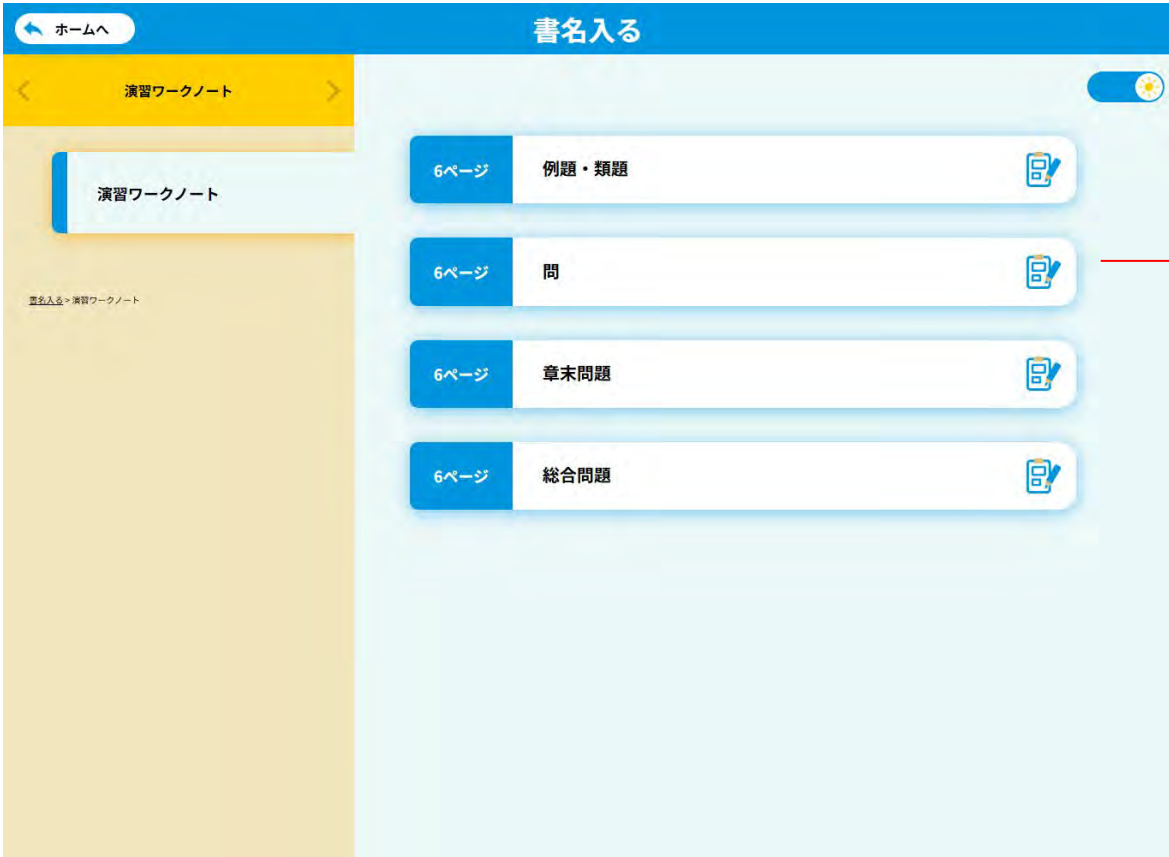 ホームへ
書名入る
演習ワークノート
演習ワークノート
書名入る > 演習ワークノート
6ページ 例題・類題
6ページ 問
6ページ 章末問題
6ページ 総合問題